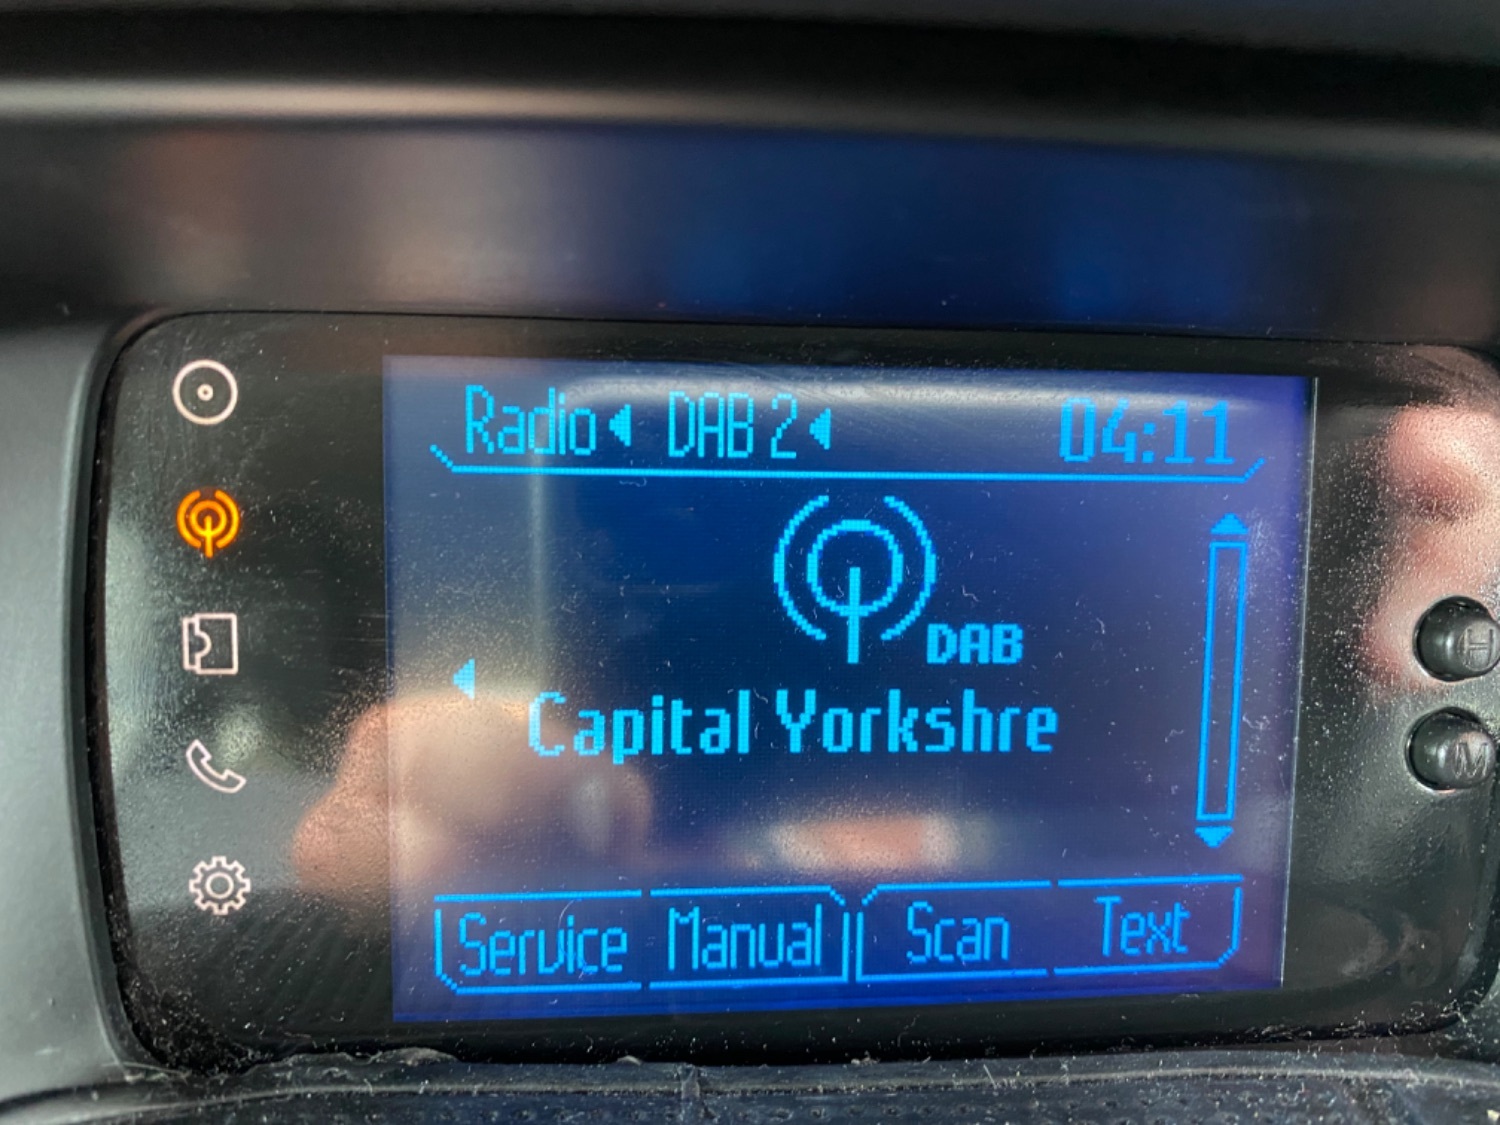 Radio DAB 2 04:11
DAB
Capital Yorkshre
Service Manual Scan Text
M